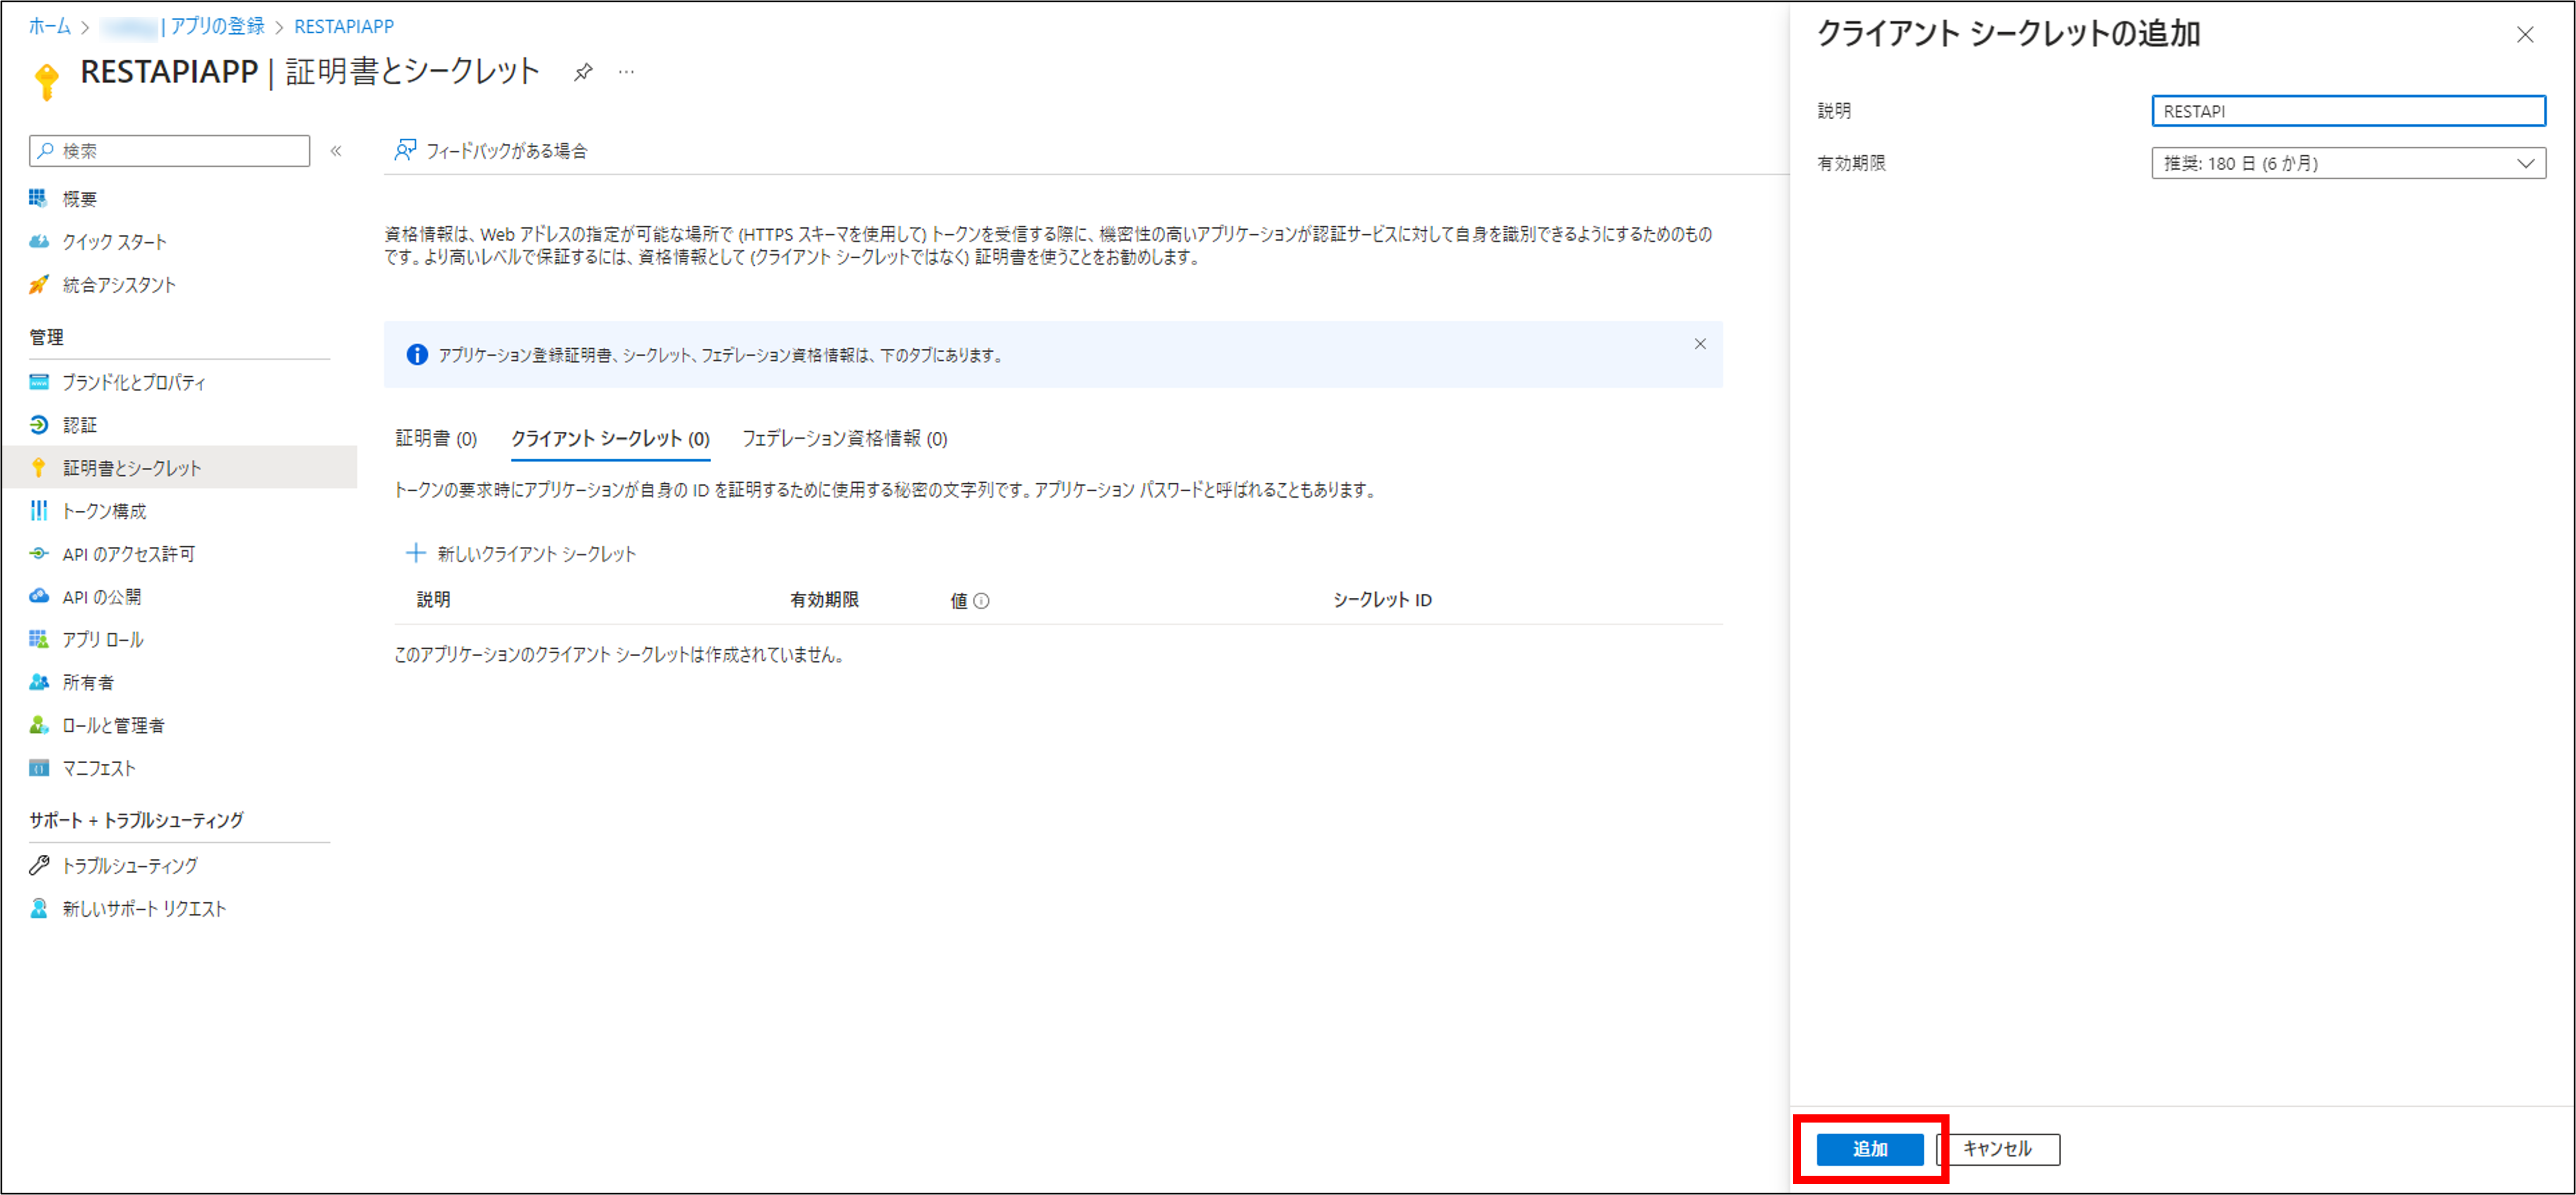 ホーム > | アプリの登録 > RESTAPIAPP
RESTAPIAPP | 証明書とシークレット
検索
概要
クイック スタート
統合アシスタント
管理
ブランド化とプロパティ
認証
証明書とシークレット
トークン構成
API のアクセス許可
API の公開
アプリ ロール
所有者
ロールと管理者
マニフェスト
サポート + トラブルシューティング
トラブルシューティング
新しいサポート リクエスト
フィードバックがある場合
資格情報は、Web アドレスの指定が可能な場所で (HTTPS スキーマを使用して) トークンを受信する際に、機密性の高いアプリケーションが認証サービスに対して自身を識別できるようにするためのもの
です。より高いレベルで保証するには、資格情報として (クライアント シークレットではなく) 証明書を使うことをお勧めします。
アプリケーション登録証明書、シークレット、フェデレーション資格情報は、下のタブにあります。
証明書 (0) クライアント シークレット (0) フェデレーション資格情報 (0)
トークンの要求時にアプリケーションが自身の ID を証明するために使用する秘密の文字列です。アプリケーション パスワードと呼ばれることもあります。
新しいクライアント シークレット
説明 有効期限 値 シークレット ID
このアプリケーションのクライアント シークレットは作成されていません。
クライアント シークレットの追加
説明 RESTAPI
有効期限 推奨: 180 日 (6 か月)
追加 キャンセル